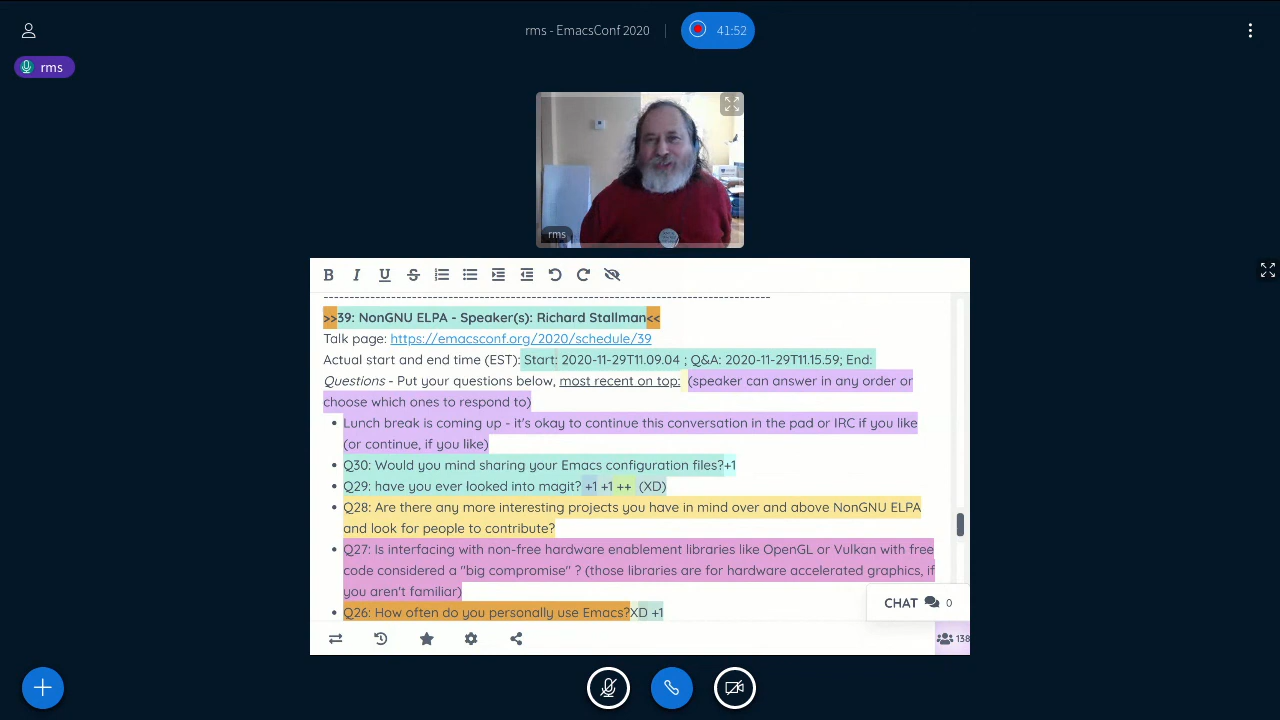 rms - EmacsConf 2020
41:52
rms
rms
>>39: NonGNU ELPA - Speaker(s): Richard Stallman<<
Talk page: https://emacsconf.org/2020/schedule/39
Actual start and end time (EST): Start: 2020-11-29T11.09.04 ; Q&A: 2020-11-29T11.15.59; End:
Questions - Put your questions below, most recent on top: (speaker can answer in any order or
choose which ones to respond to)
Lunch break is coming up - it's okay to continue this conversation in the pad or IRC if you like
(or continue, if you like)
Q30: Would you mind sharing your Emacs configuration files?+1
Q29: have you ever looked into magit? +1 +1 ++ (XD)
Q28: Are there any more interesting projects you have in mind over and above NonGNU ELPA
and look for people to contribute?
Q27: Is interfacing with non-free hardware enablement libraries like OpenGL or Vulkan with free
code considered a "big compromise" ? (those libraries are for hardware accelerated graphics, if
you aren't familiar)
Q26: How often do you personally use Emacs?XD +1
CHAT 0
138